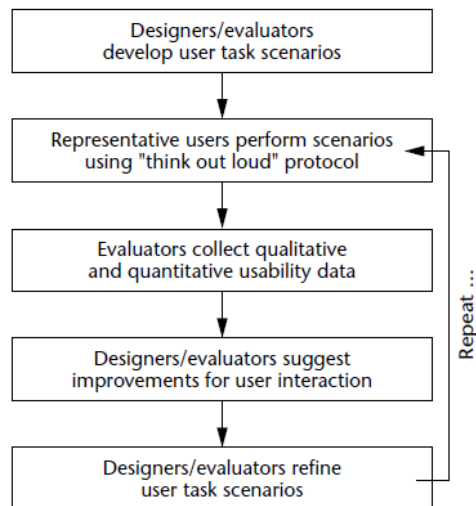 Designers/evaluators
develop user task scenarios
Representative users perform scenarios
using "think out loud" protocol
Evaluators collect qualitative
and quantitative usability data
Designers/evaluators suggest
improvements for user interaction
Designers/evaluators refine
user task scenarios
Repeat ...